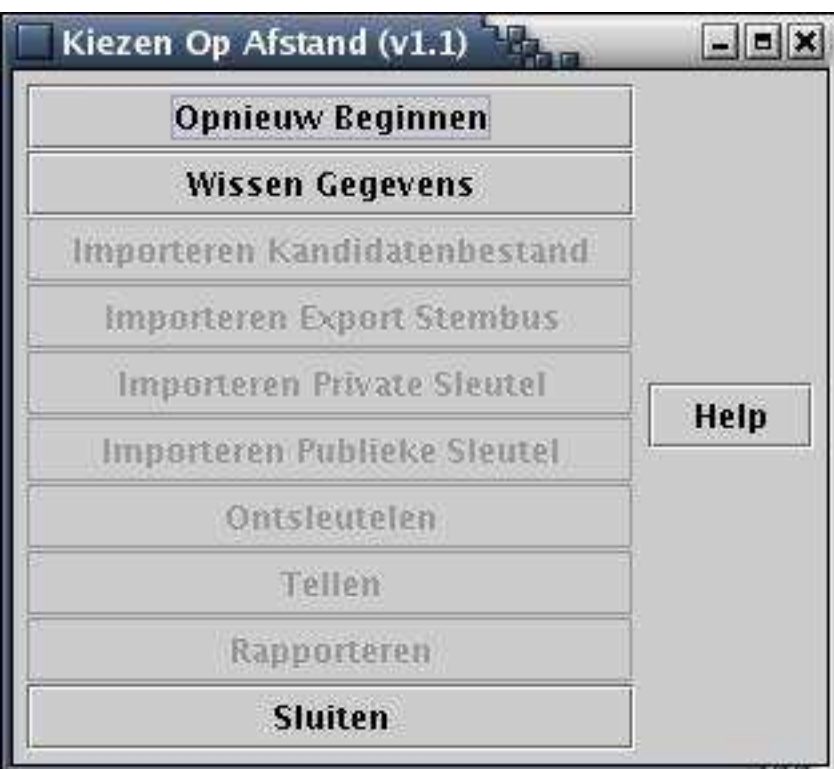 Kiezen Op Afstand (v1.1)
Opnieuw Beginnen
Wissen Gegevens
Importeren Kandidatenbestand
Importeren Export Stembus
Importeren Private Sleutel
Importeren Publieke Sleutel
Ontsleutelen
Tellen
Rapporteren
Sluiten
Help